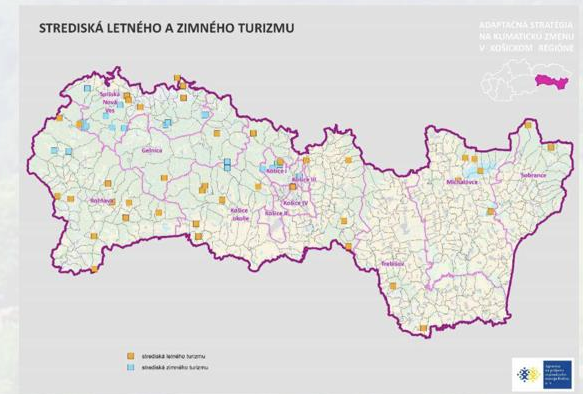 STREDISKÁ LETNÉHO A ZIMNÉHO TURIZMU
ADAPTAČNÁ STRATÉGIA
NA KLIMATICKÚ ZMENU
V KOŠICKOM REGIÓNE
Spišská
Nová
Ves
Gelnica
Rožňava
Košice
okolie
Košice I
Košice III
Košice IV
Košice II
Michalovce
Sobrance
Trebišov
strediská letného turizmu
strediská zimného turizmu